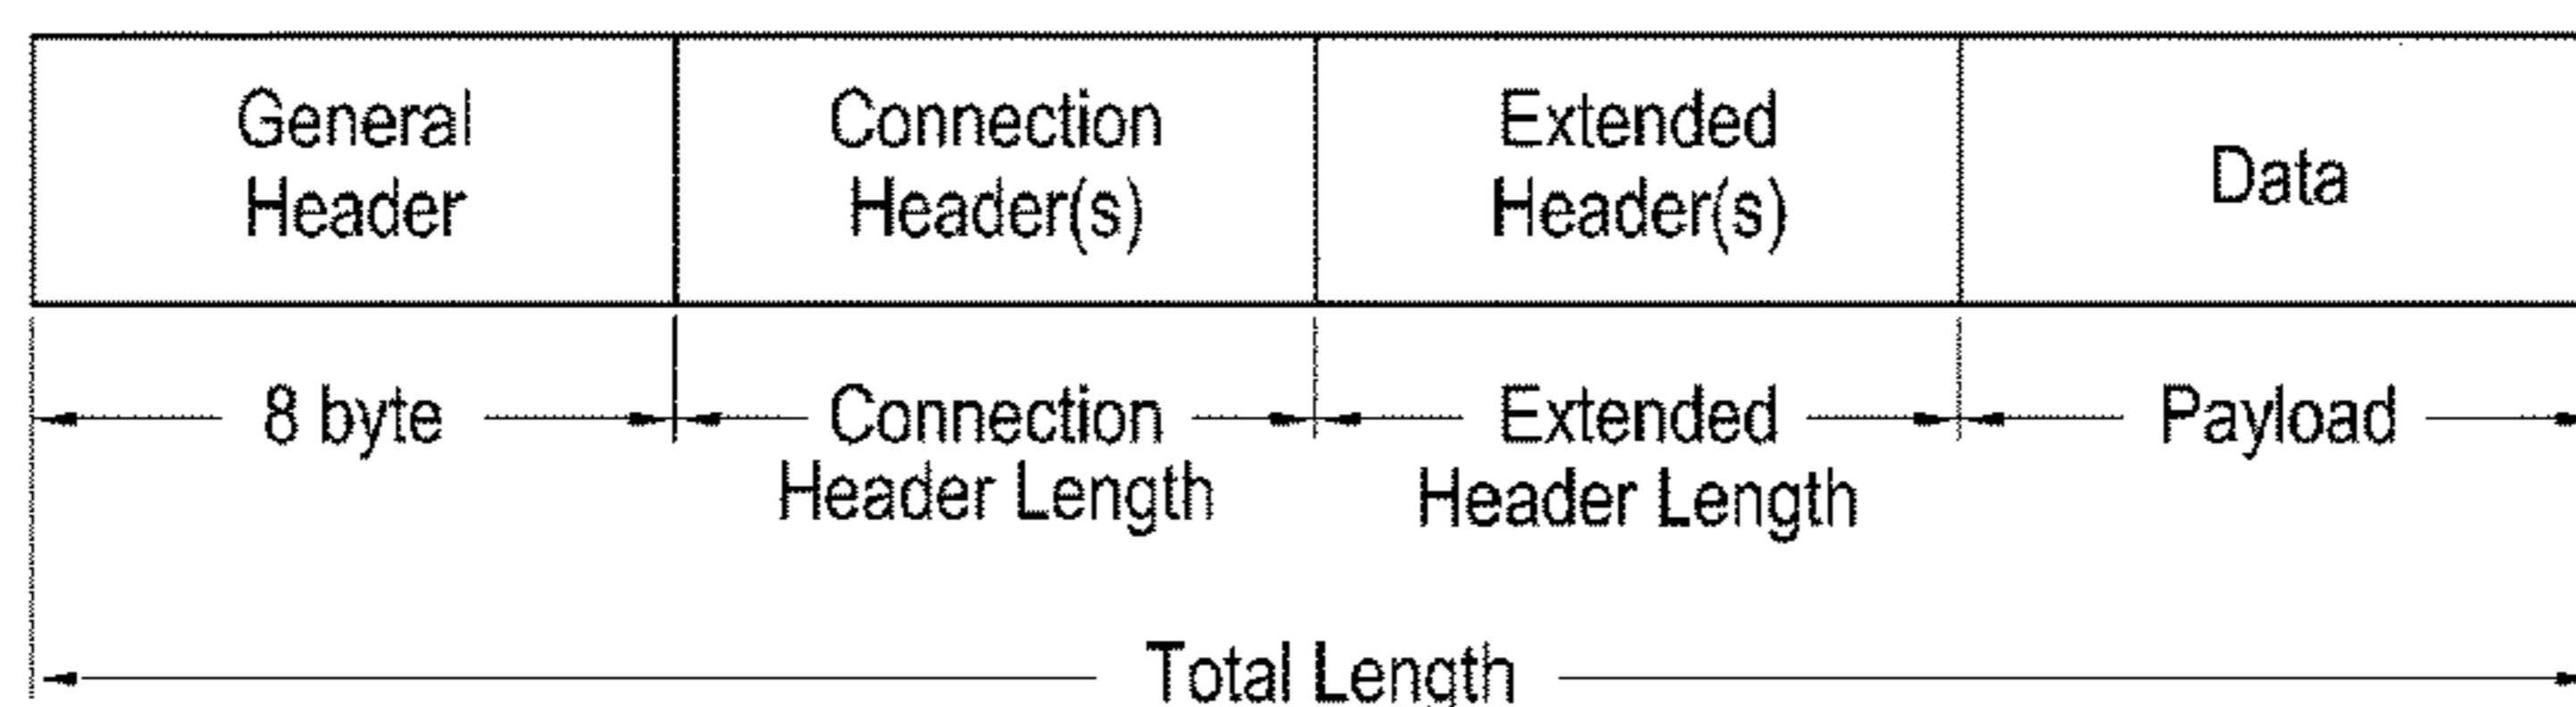 General
Header
Connection
Header(s)
Extended
Header(s)
Data
8 byte
Connection
Header Length
Extended
Header Length
Payload
Total Length